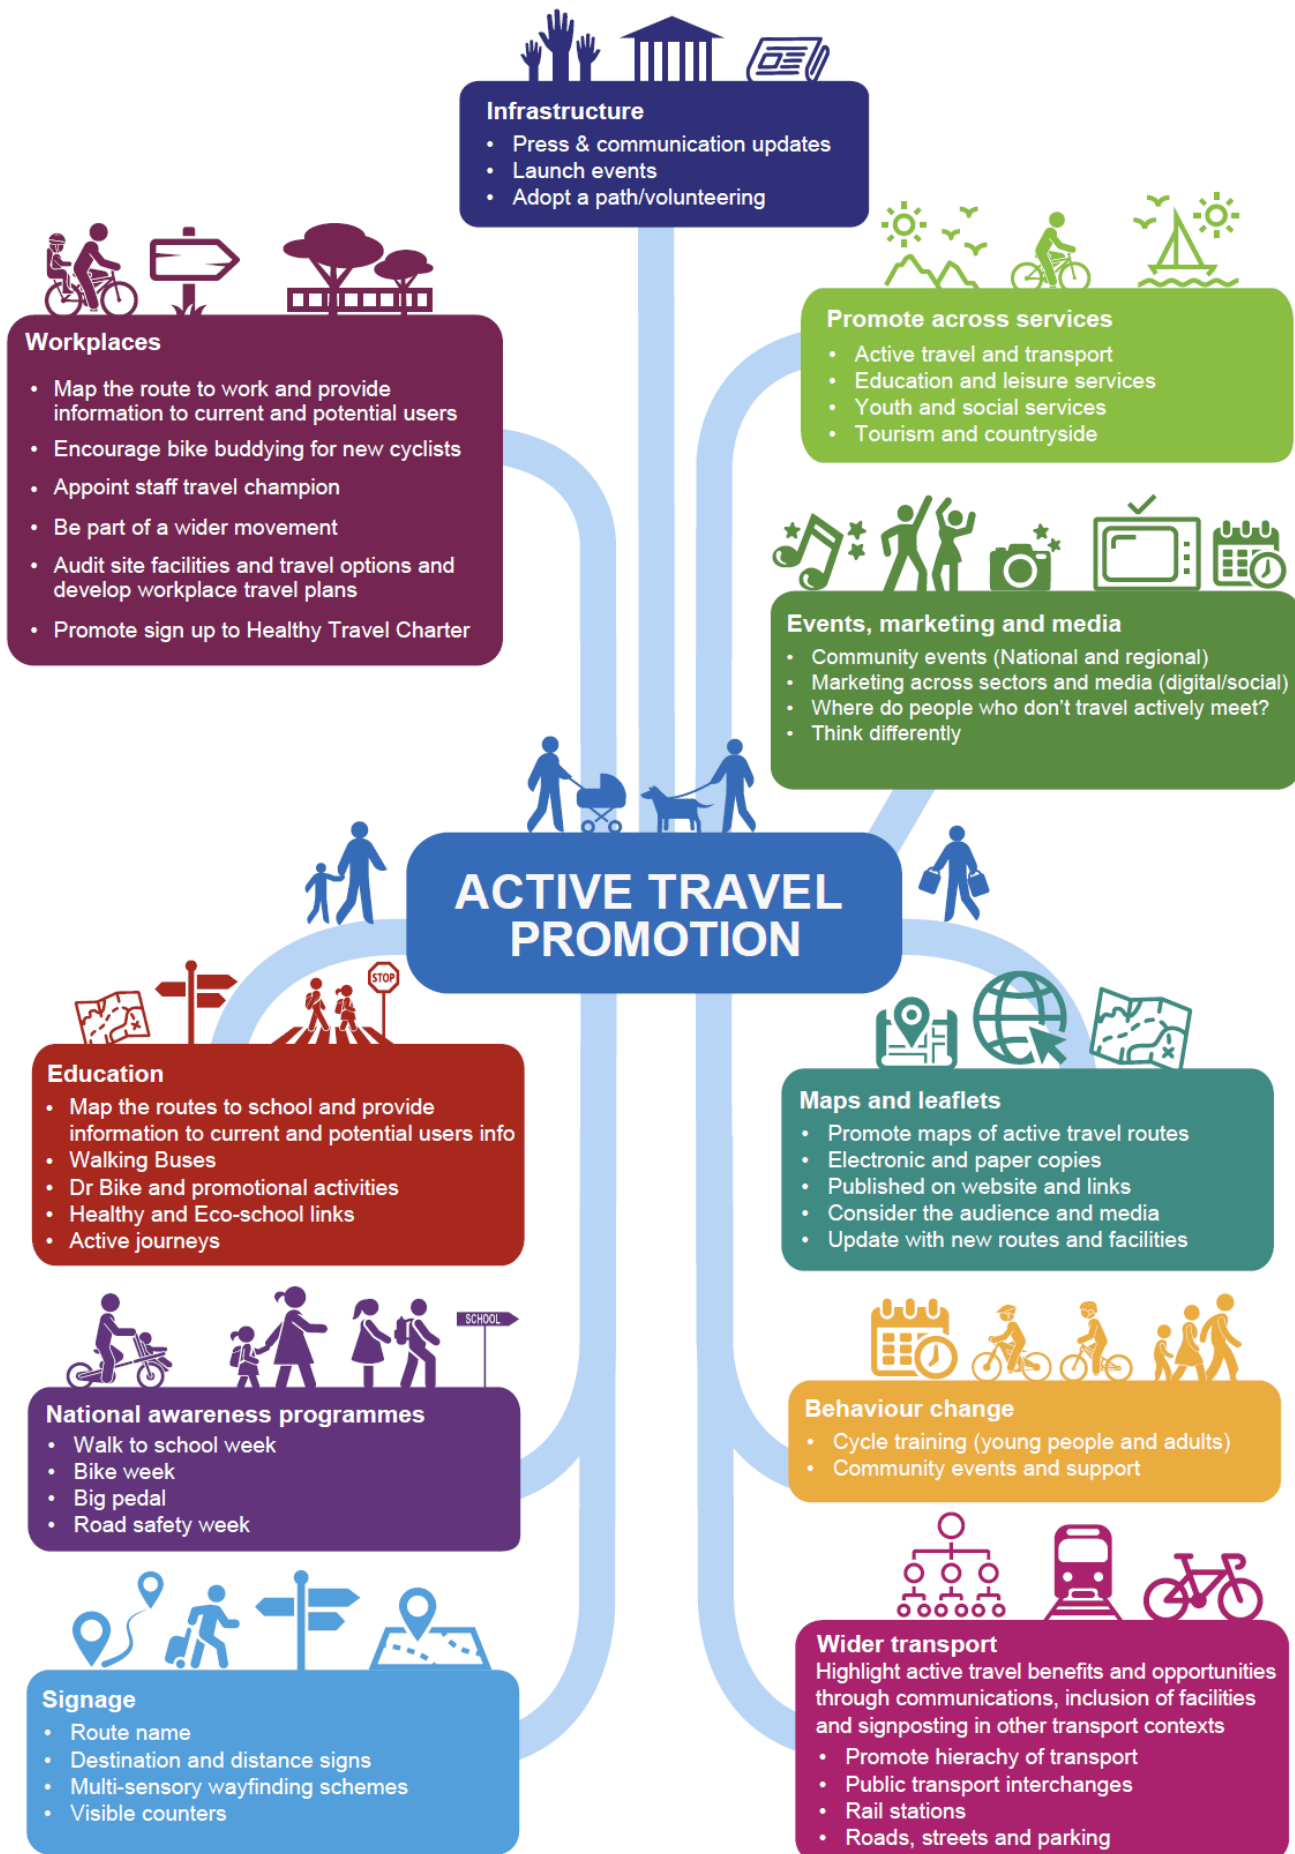 Infrastructure
• Press & communication updates
• Launch events
• Adopt a path/volunteering
Workplaces
• Map the route to work and provide
information to current and potential users
• Encourage bike buddying for new cyclists
• Appoint staff travel champion
• Be part of a wider movement
• Audit site facilities and travel options and
develop workplace travel plans
• Promote sign up to Healthy Travel Charter
Promote across services
• Active travel and transport
• Education and leisure services
• Youth and social services
• Tourism and countryside
Events, marketing and media
• Community events (National and regional)
• Marketing across sectors and media (digital/social)
• Where do people who don't travel actively meet?
• Think differently
ACTIVE TRAVEL
PROMOTION
STOP
Education
• Map the routes to school and provide
information to current and potential users info
• Walking Buses
• Dr Bike and promotional activities
• Healthy and Eco-school links
• Active journeys
Maps and leaflets
• Promote maps of active travel routes
• Electronic and paper copies
• Published on website and links
• Consider the audience and media
• Update with new routes and facilities
SCHOOL
National awareness programmes
• Walk to school week
• Bike week
• Big pedal
• Road safety week
Behaviour change
• Cycle training (young people and adults)
• Community events and support
Signage
• Route name
• Destination and distance signs
• Multi-sensory wayfinding schemes
• Visible counters
Wider transport
Highlight active travel benefits and opportunities
through communications, inclusion of facilities
and signposting in other transport contexts
• Promote hierachy of transport
• Public transport interchanges
• Rail stations
• Roads, streets and parking